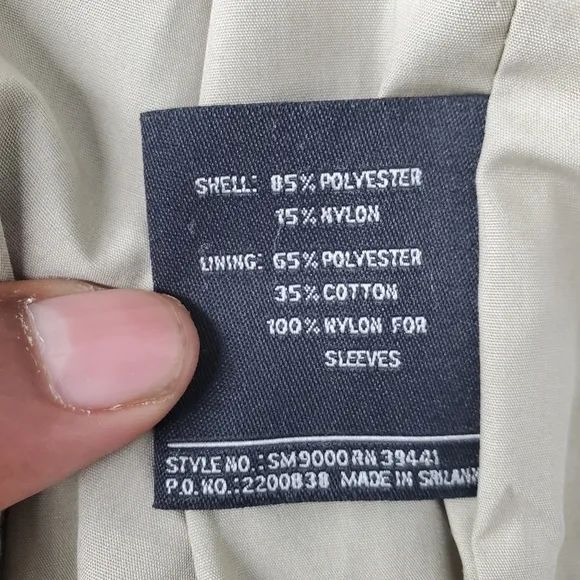 SHELL: 85% POLYESTER
15% NYLON
LINING: 65% POLYESTER
35% COTTON
100% NYLON FOR
SLEEVES
STYLE NO.: SM9000 RN 39441
P.O. NO.: 2200838 MADE IN SRILANK